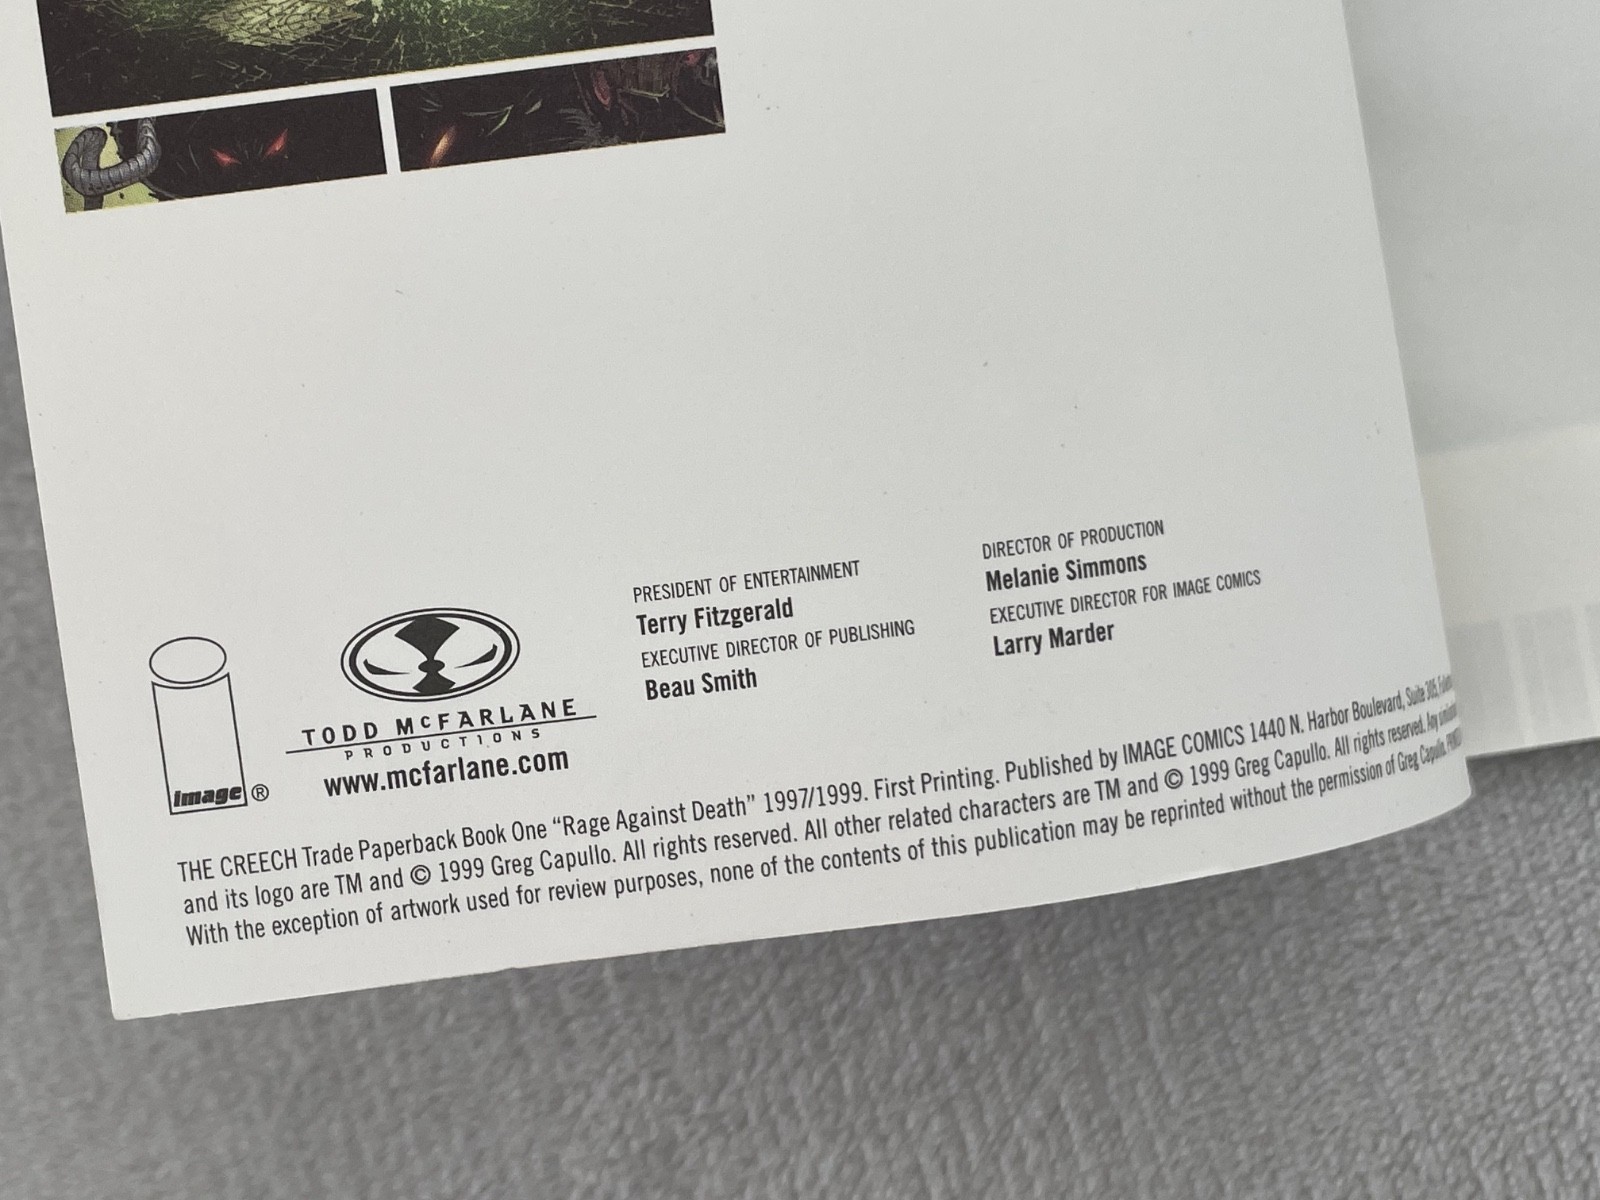 PRESIDENT OF ENTERTAINMENT
Terry Fitzgerald
EXECUTIVE DIRECTOR OF PUBLISHING
Beau Smith
DIRECTOR OF PRODUCTION
Melanie Simmons
EXECUTIVE DIRECTOR FOR IMAGE COMICS
Larry Marder
image®
TODD McFARLANE
PRODUCTIONS
www.mcfarlane.com
THE CREECH Trade Paperback Book One “Rage Against Death” 1997/1999. First Printing. Published by IMAGE COMICS 1440 N. Harbor Boulevard, Suite 305,
and its logo are TM and © 1999 Greg Capullo. All rights reserved. All other related characters are TM and © 1999 Greg Capullo. All rights reserved. Any
With the exception of artwork used for review purposes, none of the contents of this publication may be reprinted without the permission of Greg Capullo.